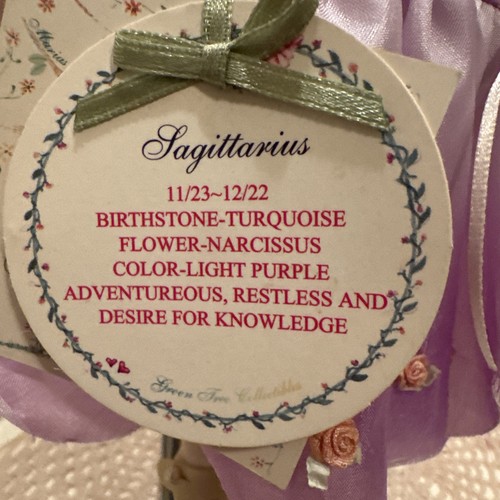 Marian
Sagittarius
11/23~12/22
BIRTHSTONE-TURQUOISE
FLOWER-NARCISSUS
COLOR-LIGHT PURPLE
ADVENTUREOUS, RESTLESS AND
DESIRE FOR KNOWLEDGE
Green Tree Collectibles